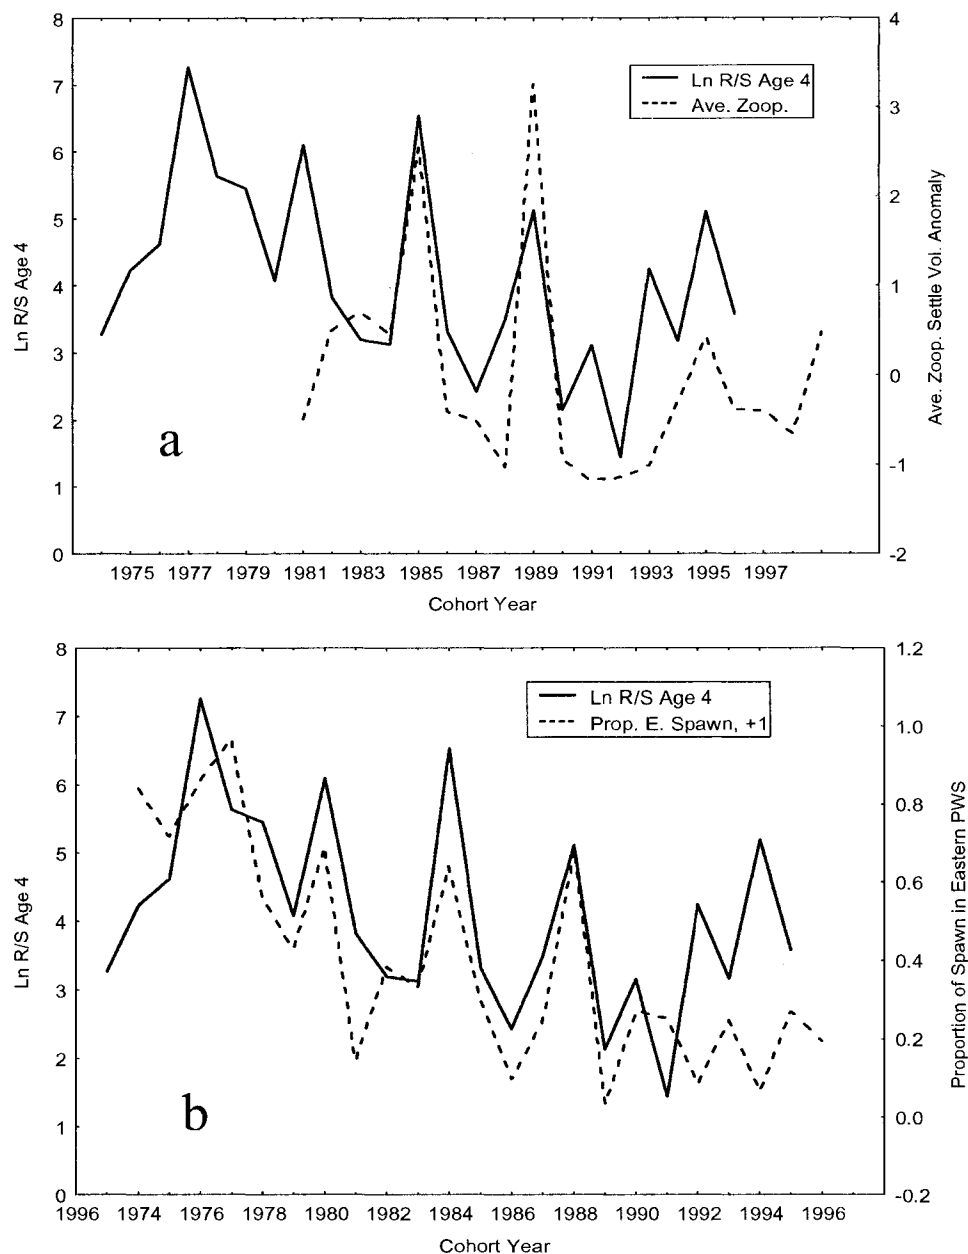 8
7
6
5
4
3
2
1
0
Ln R/S Age 4
4
3
2
1
0
-1
-2
Ave. Zoop. Settle Vol. Anomaly
Ln R/S Age 4
Ave. Zoop.
a
1975 1977 1979 1981 1983 1985 1987 1989 1991 1993 1995 1997
Cohort Year
8
7
6
5
4
3
2
1
0
Ln R/S Age 4
1.2
1.0
0.8
0.6
0.4
0.2
0.0
-0.2
Proportion of Spawn in Eastern PWS
Ln R/S Age 4
Prop. E. Spawn, +1
b
1996 1974 1976 1978 1980 1982 1984 1986 1988 1990 1992 1994 1996
Cohort Year